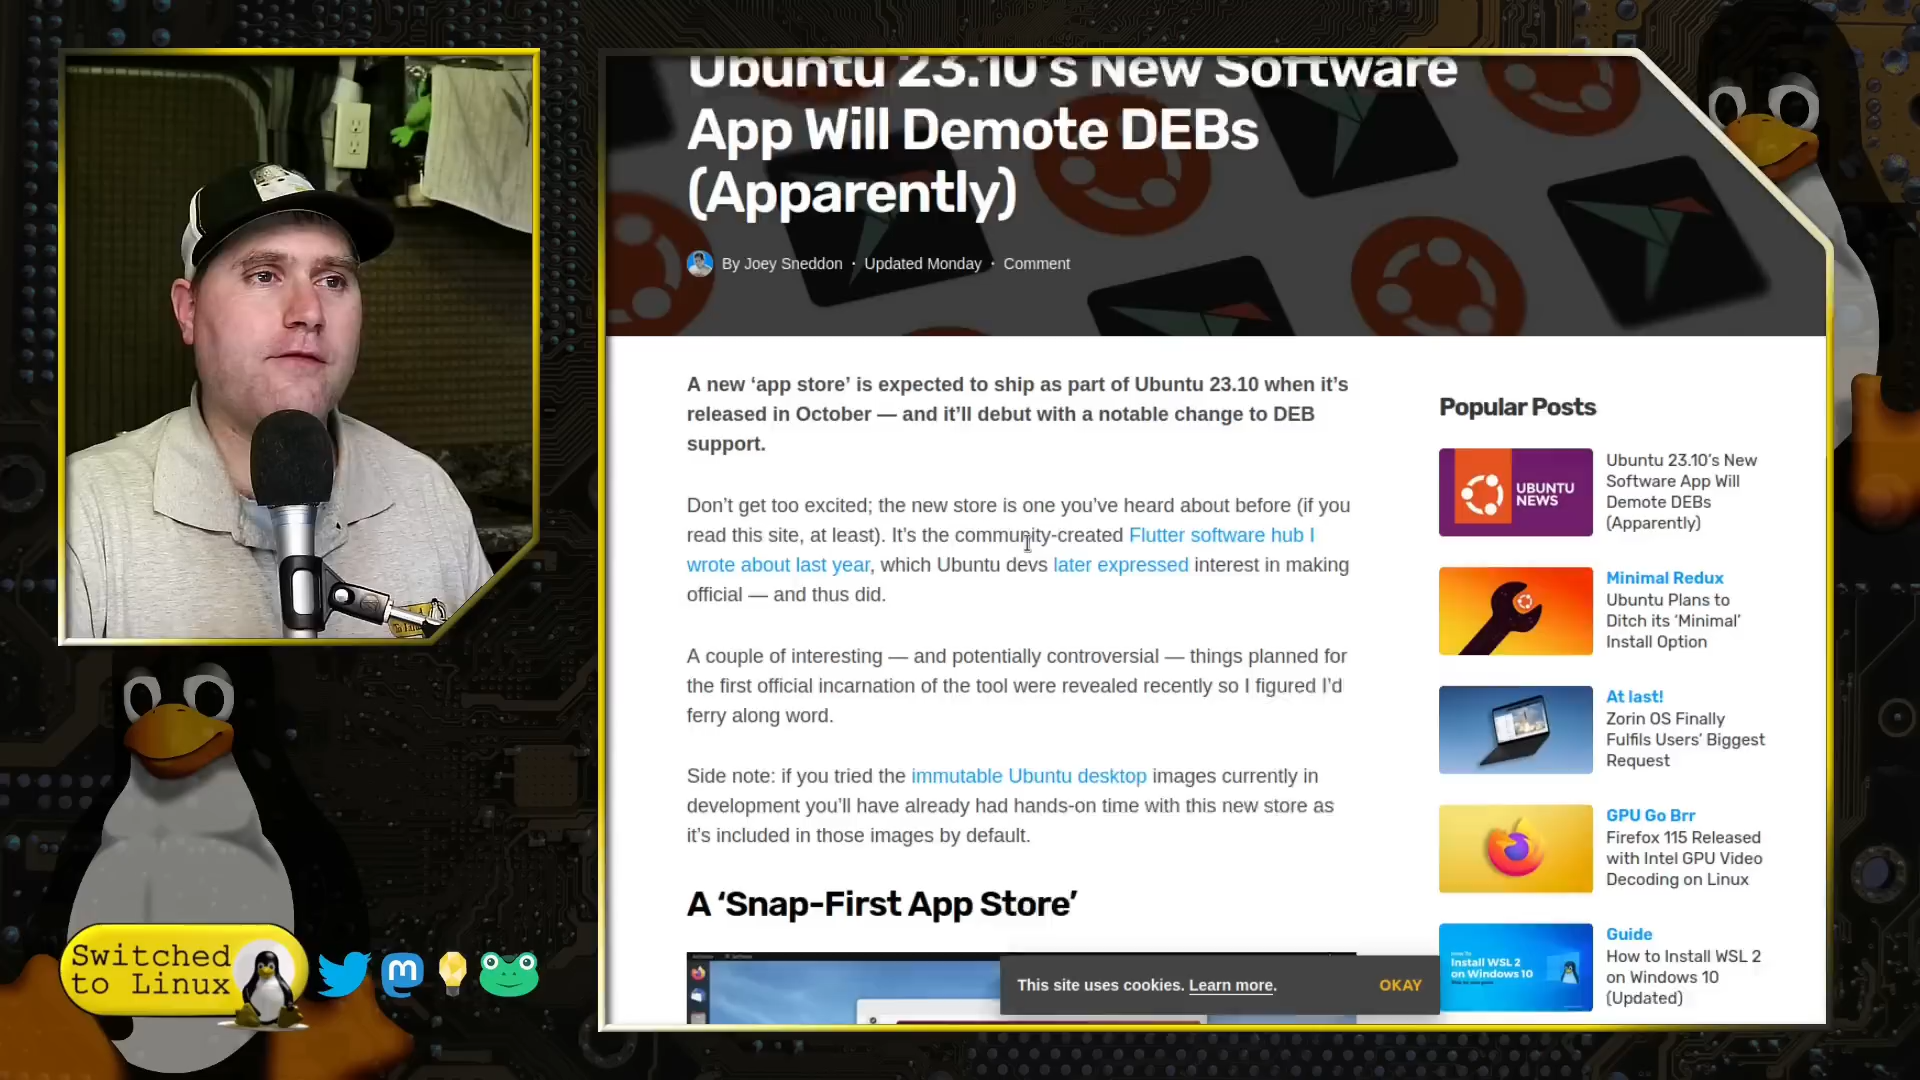 Ubuntu 23.10's New Software
App Will Demote DEBs
(Apparently)
By Joey Sneddon · Updated Monday · Comment
A new ‘app store’ is expected to ship as part of Ubuntu 23.10 when it’s
released in October — and it’ll debut with a notable change to DEB
support.
Don’t get too excited; the new store is one you’ve heard about before (if you
read this site, at least). It’s the community-created Flutter software hub I
wrote about last year, which Ubuntu devs later expressed interest in making
official — and thus did.
A couple of interesting — and potentially controversial — things planned for
the first official incarnation of the tool were revealed recently so I figured I’d
ferry along word.
Side note: if you tried the immutable Ubuntu desktop images currently in
development you’ll have already had hands-on time with this new store as
it’s included in those images by default.
A ‘Snap-First App Store’
This site uses cookies. Learn more.
OKAY
Popular Posts
UBUNTU
NEWS
Ubuntu 23.10’s New
Software App Will
Demote DEBs
(Apparently)
Minimal Redux
Ubuntu Plans to
Ditch its ‘Minimal’
Install Option
At last!
Zorin OS Finally
Fulfils Users’ Biggest
Request
GPU Go Brr
Firefox 115 Released
with Intel GPU Video
Decoding on Linux
Install WSL 2
on Windows 10
Guide
How to Install WSL 2
on Windows 10
(Updated)
Switched
to Linux